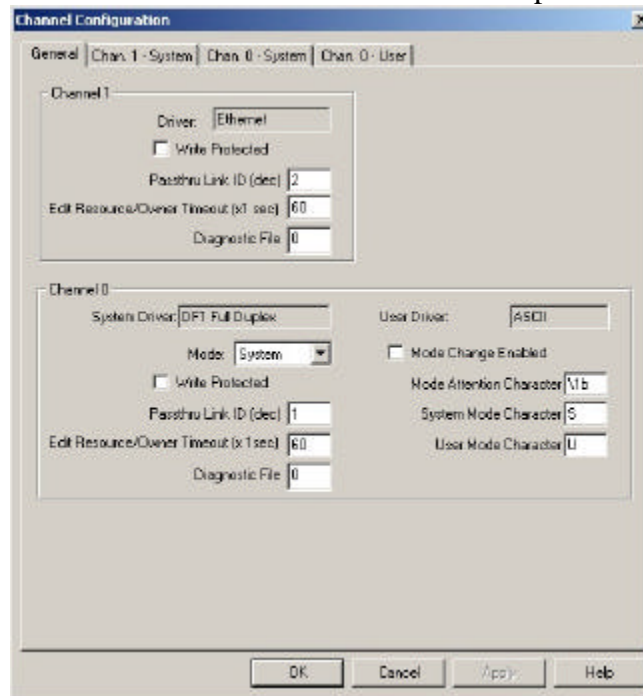 Channel Configuration
General Chan. 1 - System Chan. 0 - System Chan. 0 - User
Channel 1
Driver: Ethernet
Write Protected
Passthru Link ID (dec) 2
Edit Resource/Owner Timeout (x1 sec) 60
Diagnostic File 0
Channel 0
System Driver: DF1 Full Duplex User Driver: ASCII
Mode: System Mode Change Enabled
Write Protected Mode Attention Character \1b
Passthru Link ID (dec) 1 System Mode Character S
Edit Resource/Owner Timeout (x 1sec) 60 User Mode Character U
Diagnostic File 0
OK Cancel Apply Help